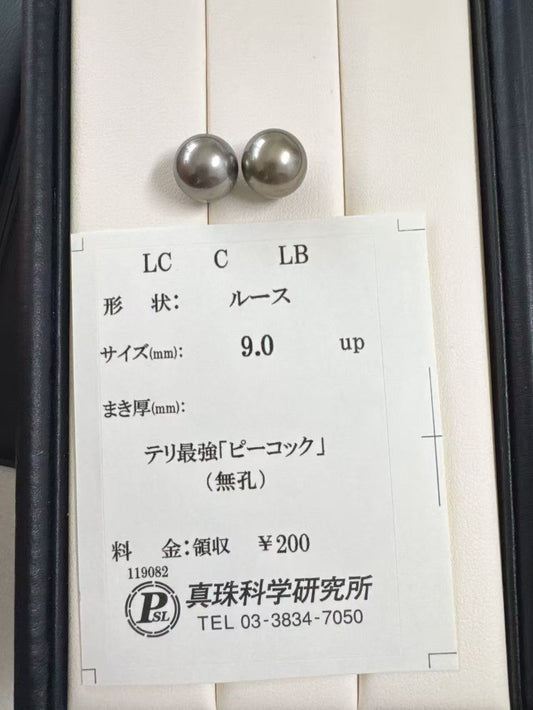 LC C LB
形 状: ルース
サイズ(mm): 9.0 up
まき厚(mm):
テリ最強「ピーコック」
(無孔)
料 金:領収 ¥200
119082
PSL 真珠科学研究所
TEL 03-3834-7050